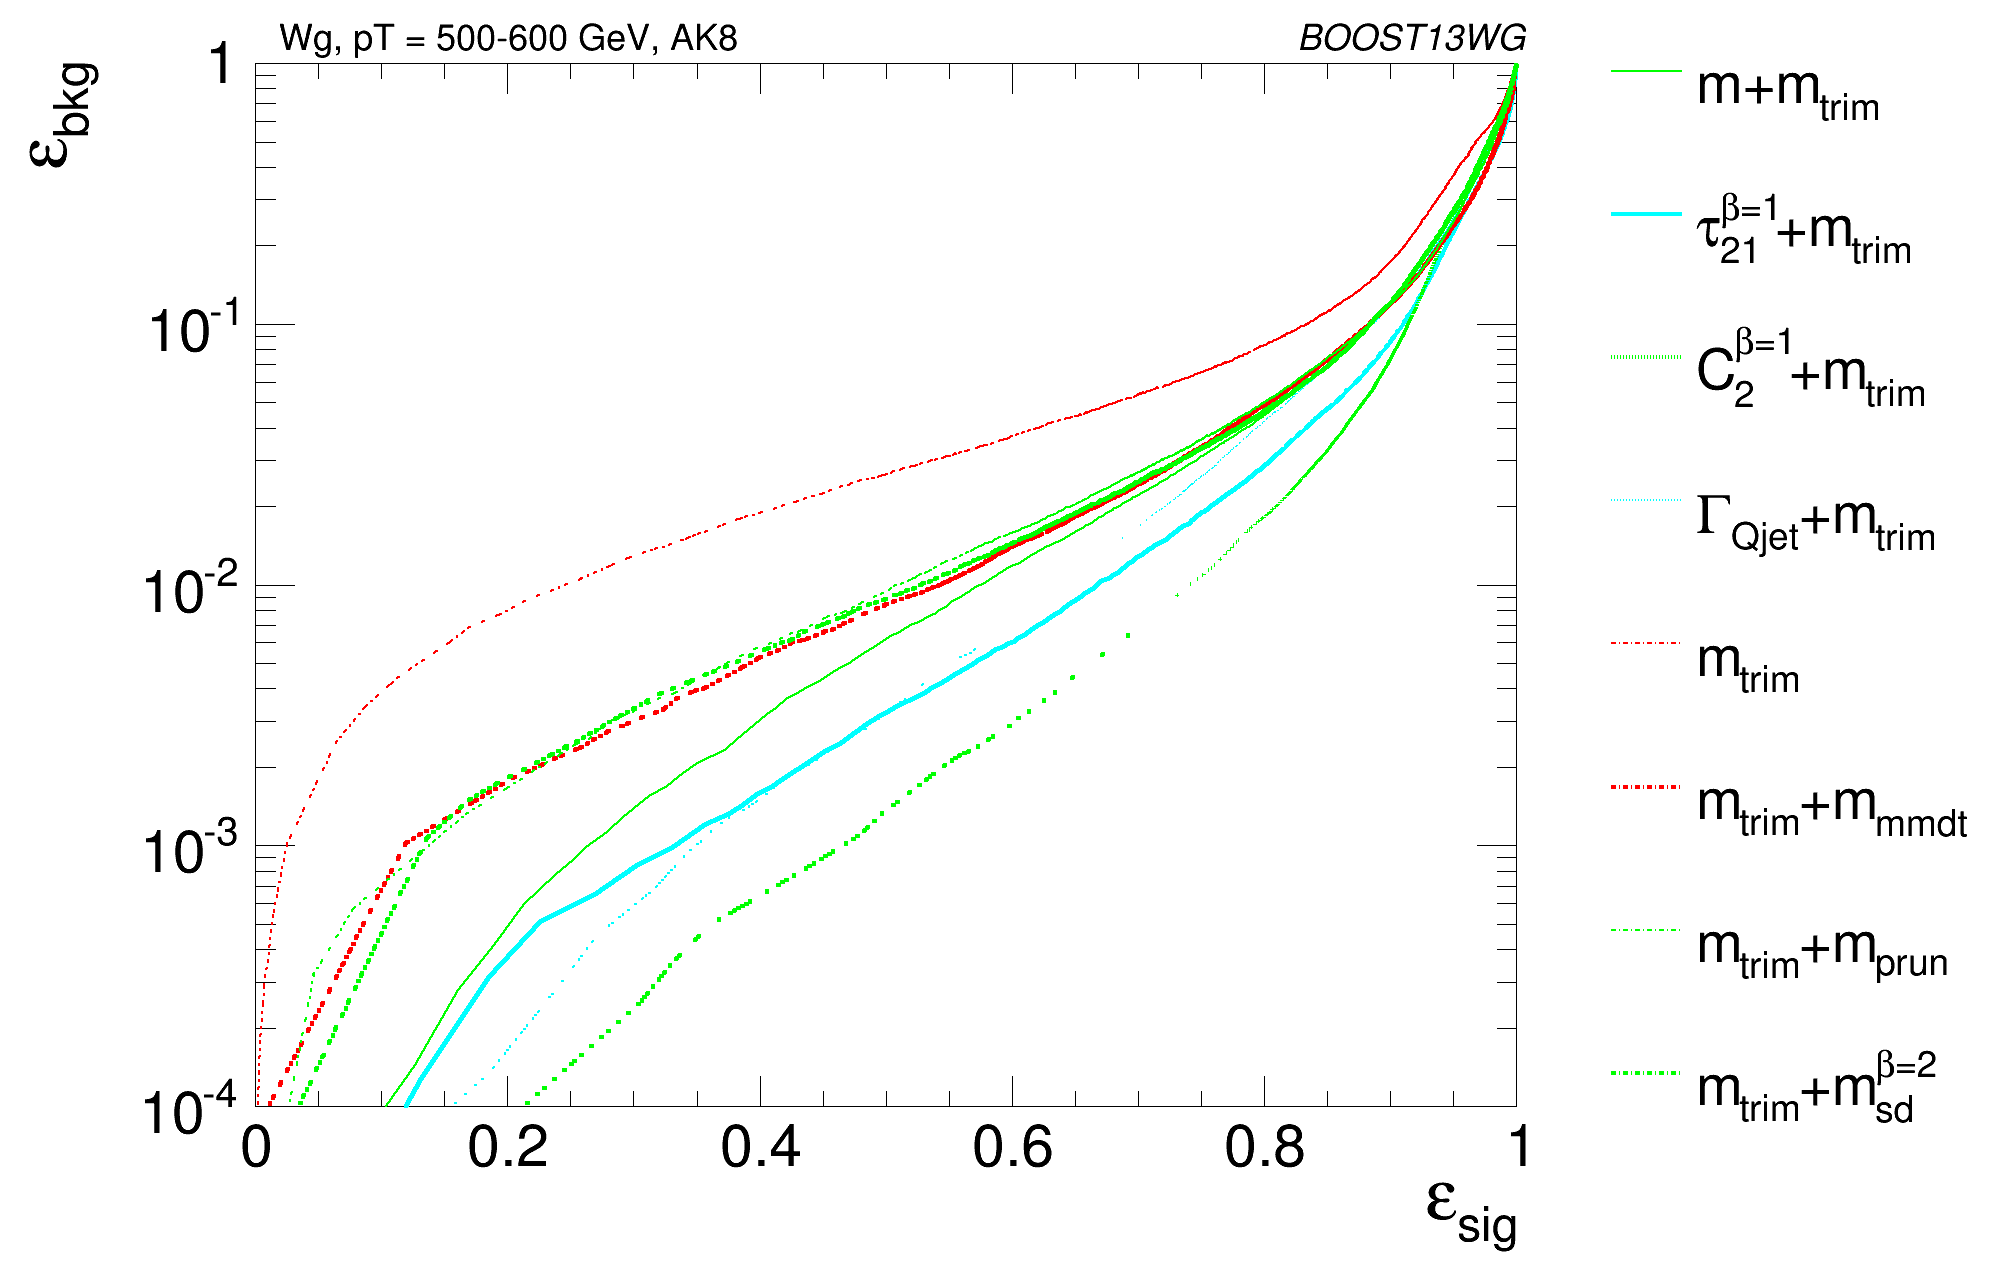 Wg, pT = 500-600 GeV, AK8
BOOST13WG
ε_bkg
1
10^-1
10^-2
10^-3
10^-4
0 0.2 0.4 0.6 0.8 1
ε_sig
m+m_trim
τ_21^β=1+m_trim
C_2^β=1+m_trim
Γ_Qjet+m_trim
m_trim
m_trim+m_mmdt
m_trim+m_prun
m_trim+m_sd^β=2